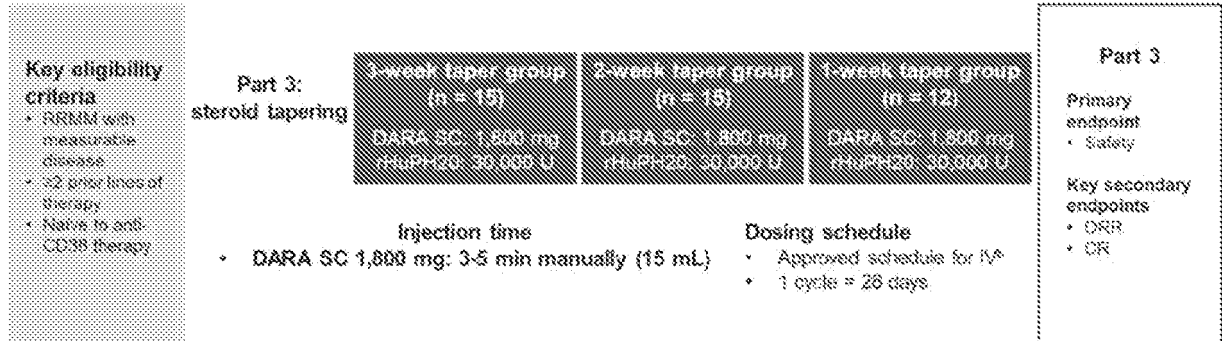 Key eligibility
criteria
• RRMM with
measurable
disease
• ≥2 prior lines of
therapy
• Naïve to anti-
CD38 therapy
Part 3:
steroid tapering
3-week taper group
(n = 15)
DARA SC: 1,800 mg
rHuPH20: 30,000 U
2-week taper group
(n = 15)
DARA SC: 1,800 mg
rHuPH20: 30,000 U
1-week taper group
(n = 12)
DARA SC: 1,800 mg
rHuPH20: 30,000 U
Injection time
• DARA SC 1,800 mg: 3-5 min manually (15 mL)
Dosing schedule
• Approved schedule for IV^
• 1 cycle = 28 days
Part 3
Primary
endpoint
• Safety
Key secondary
endpoints
• ORR
• CR